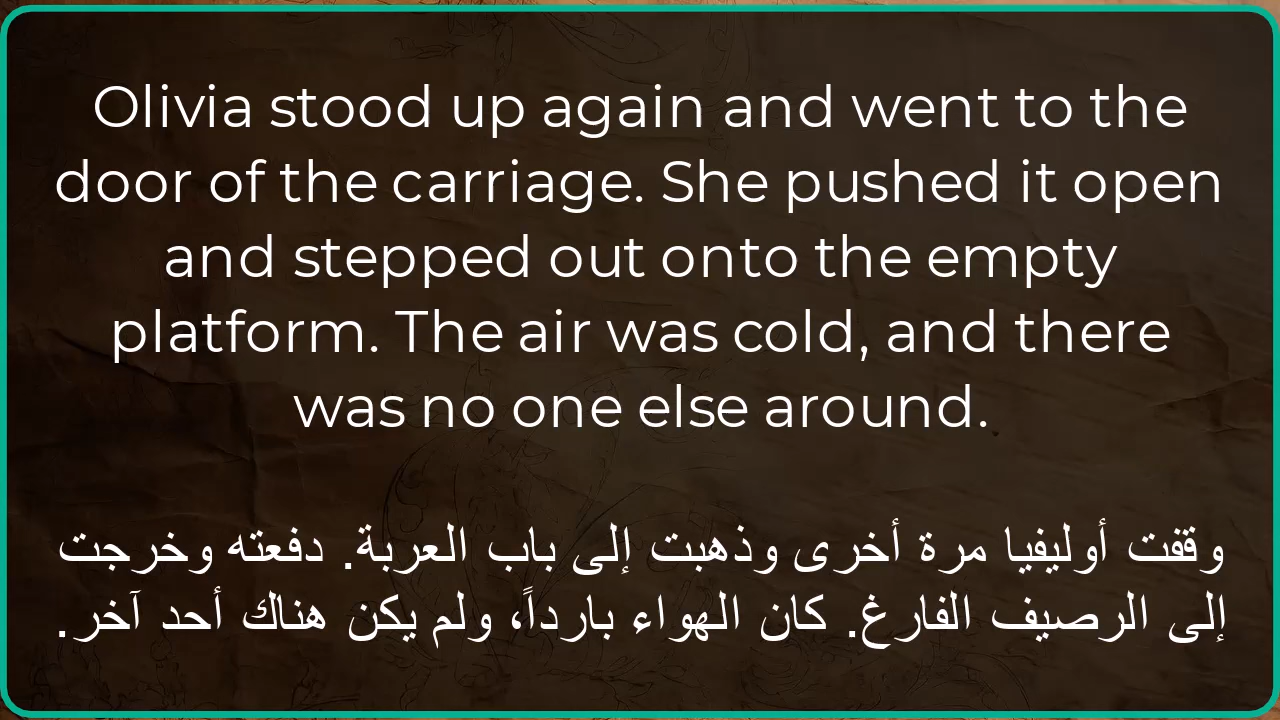 Olivia stood up again and went to the
door of the carriage. She pushed it open
and stepped out onto the empty
platform. The air was cold, and there
was no one else around.
وقفت أوليفيا مرة أخرى وذهبت إلى باب العربة. دفعته وخرجت
إلى الرصيف الفارغ. كان الهواء بارداً، ولم يكن هناك أحد آخر.